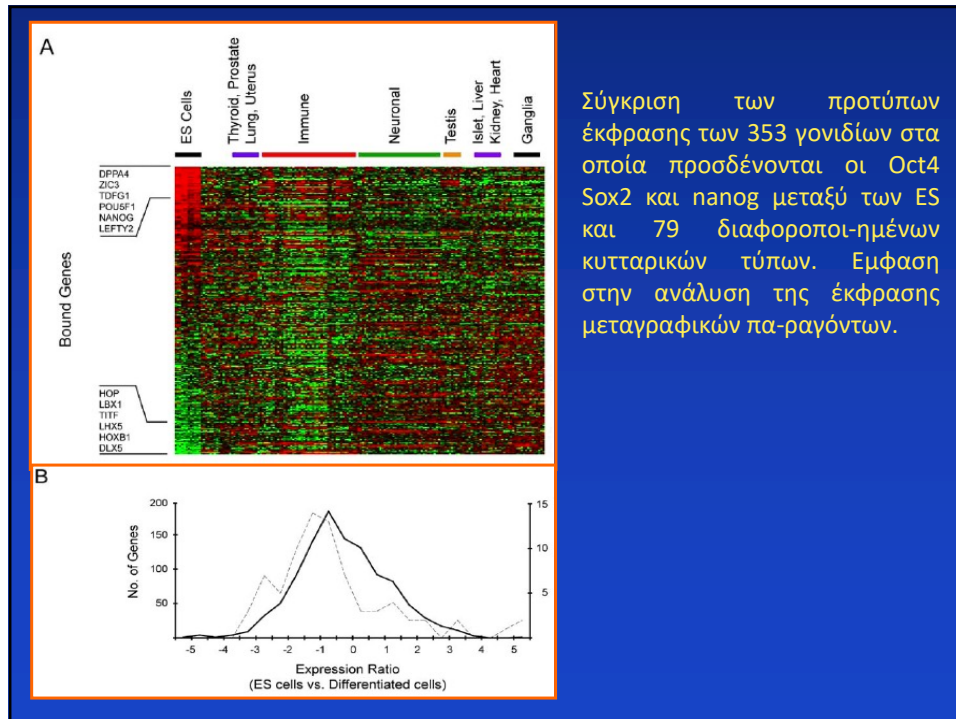 A
ES Cells
Thyroid, Prostate
Lung, Uterus
Immune
Neuronal
Testis
Islet, Liver
Kidney, Heart
Ganglia
DPPA4
ZIC3
TDFG1
POU5F1
NANOG
LEFTY2
Bound Genes
HOP
LBX1
TITF
LHX5
HOXB1
DLX5
B
200
150
100
50
No. of Genes
15
10
5
-5 -4 -3 -2 -1 0 1 2 3 4 5
Expression Ratio
(ES cells vs. Differentiated cells)
Σύγκριση των προτύπων
έκφρασης των 353 γονιδίων στα
οποία προσδένονται οι Oct4
Sox2 και nanog μεταξύ των ES
και 79 διαφοροποι-ημένων
κυτταρικών τύπων. Εμφαση
στην ανάλυση της έκφρασης
μεταγραφικών πα-ραγόντων.